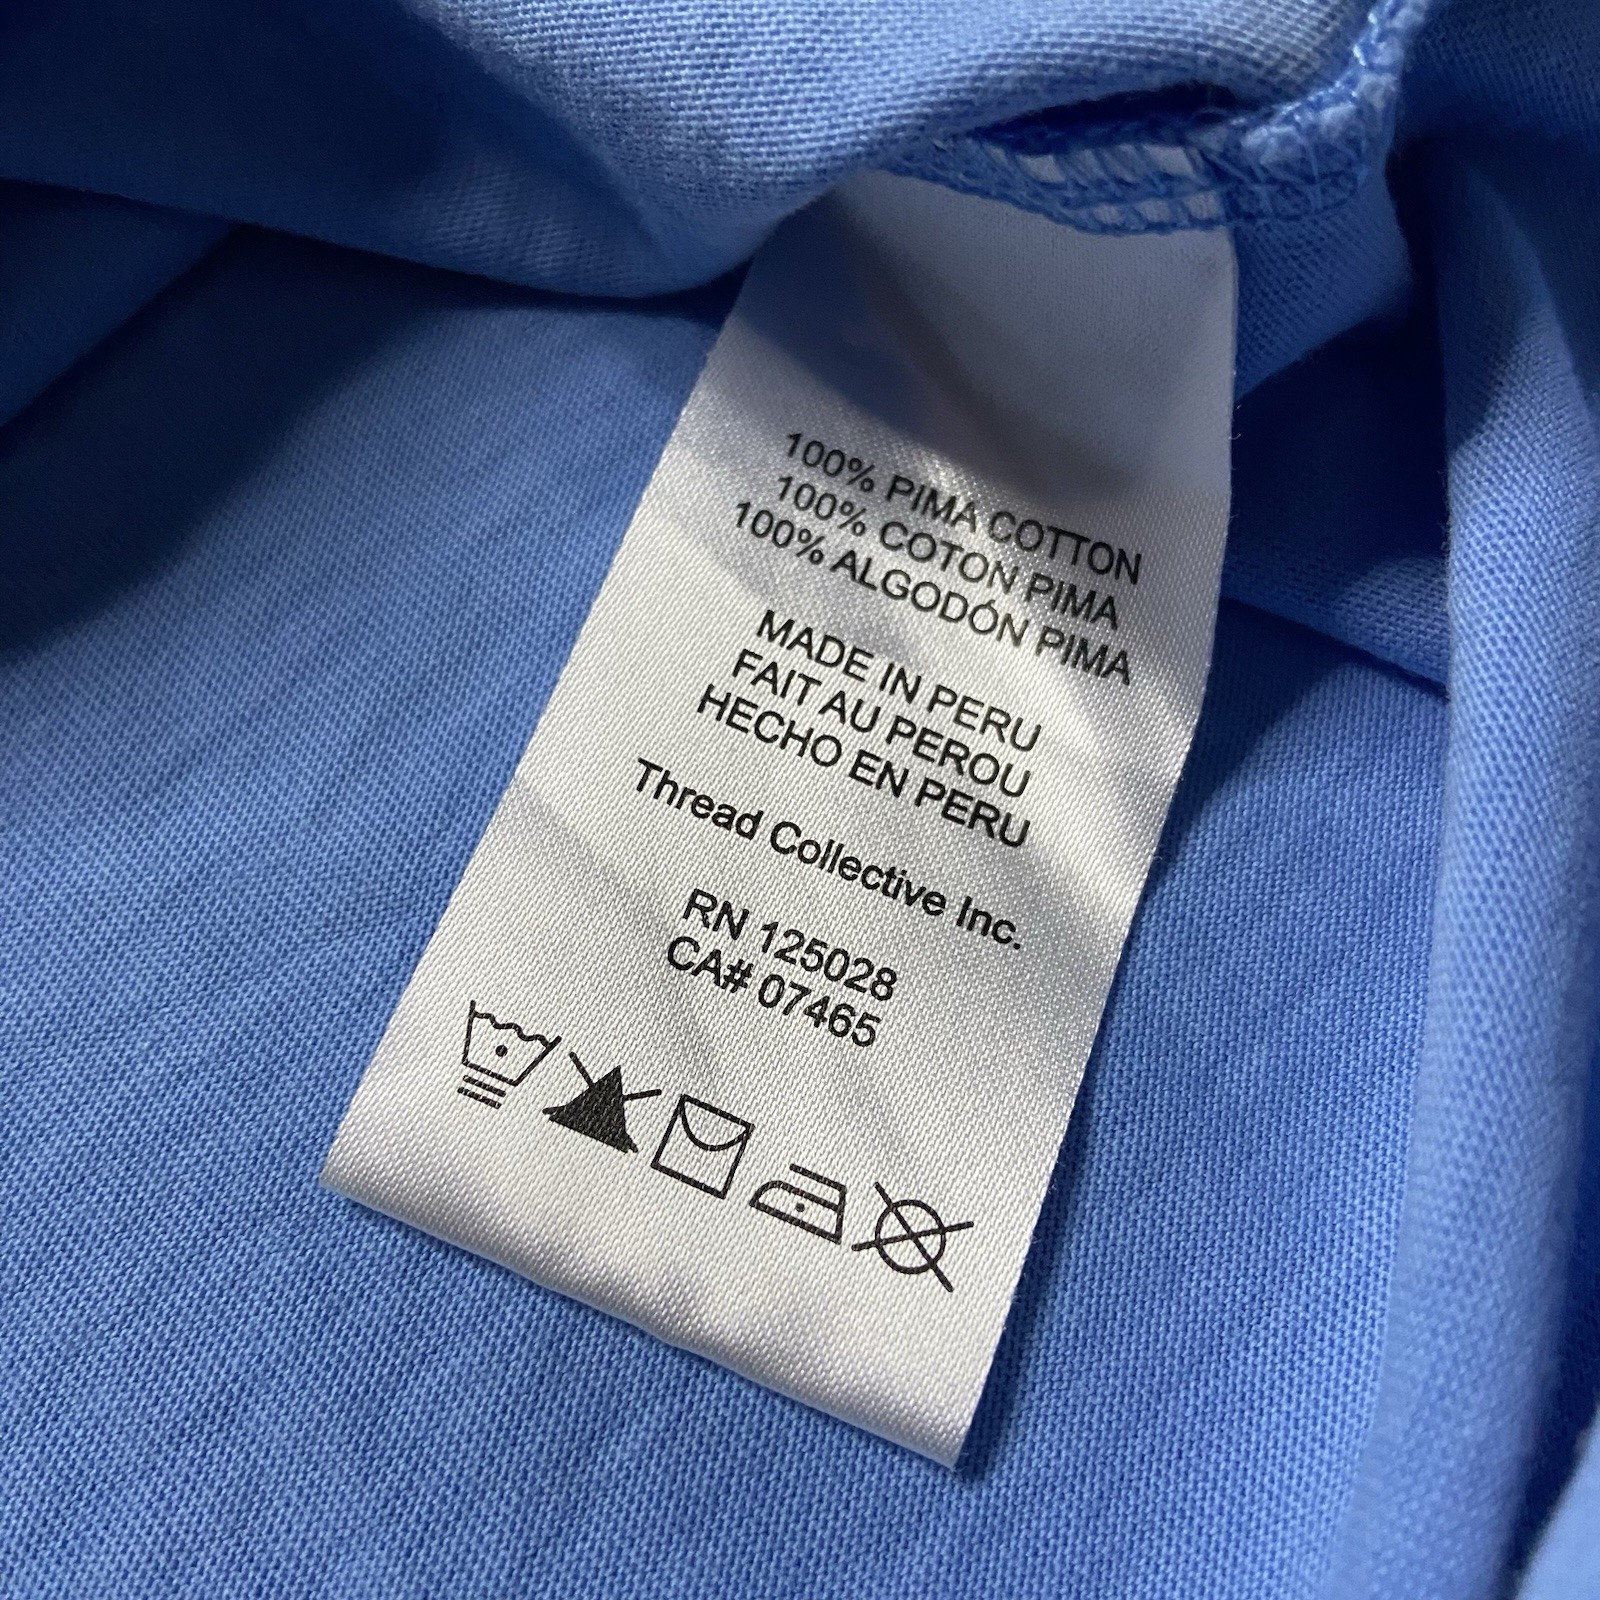 100% PIMA COTTON
100% COTON PIMA
100% ALGODÓN PIMA
MADE IN PERU
FAIT AU PEROU
HECHO EN PERU
Thread Collective Inc.
RN 125028
CA# 07465